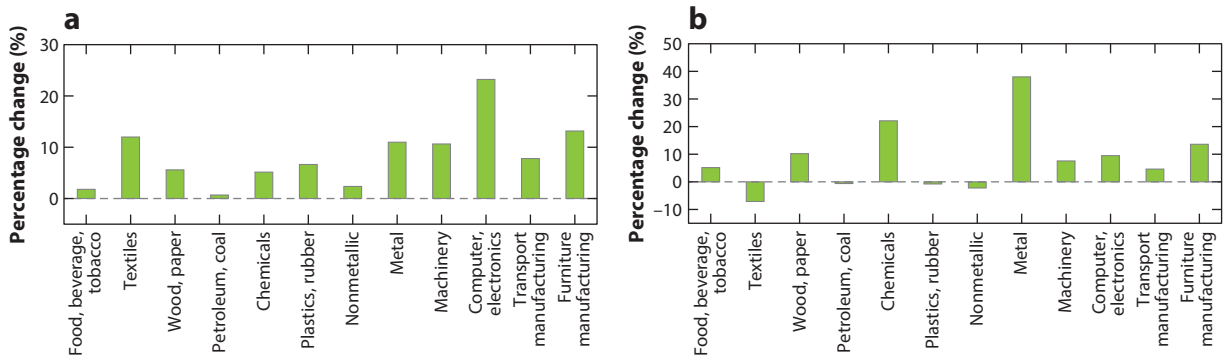 a
Percentage change (%)
30
20
10
0
Food, beverage,
tobacco
Textiles
Wood, paper
Petroleum, coal
Chemicals
Plastics, rubber
Nonmetallic
Metal
Machinery
Computer,
electronics
Transport
manufacturing
Furniture
manufacturing
b
Percentage change (%)
50
40
30
20
10
0
−10
Food, beverage,
tobacco
Textiles
Wood, paper
Petroleum, coal
Chemicals
Plastics, rubber
Nonmetallic
Metal
Machinery
Computer,
electronics
Transport
manufacturing
Furniture
manufacturing